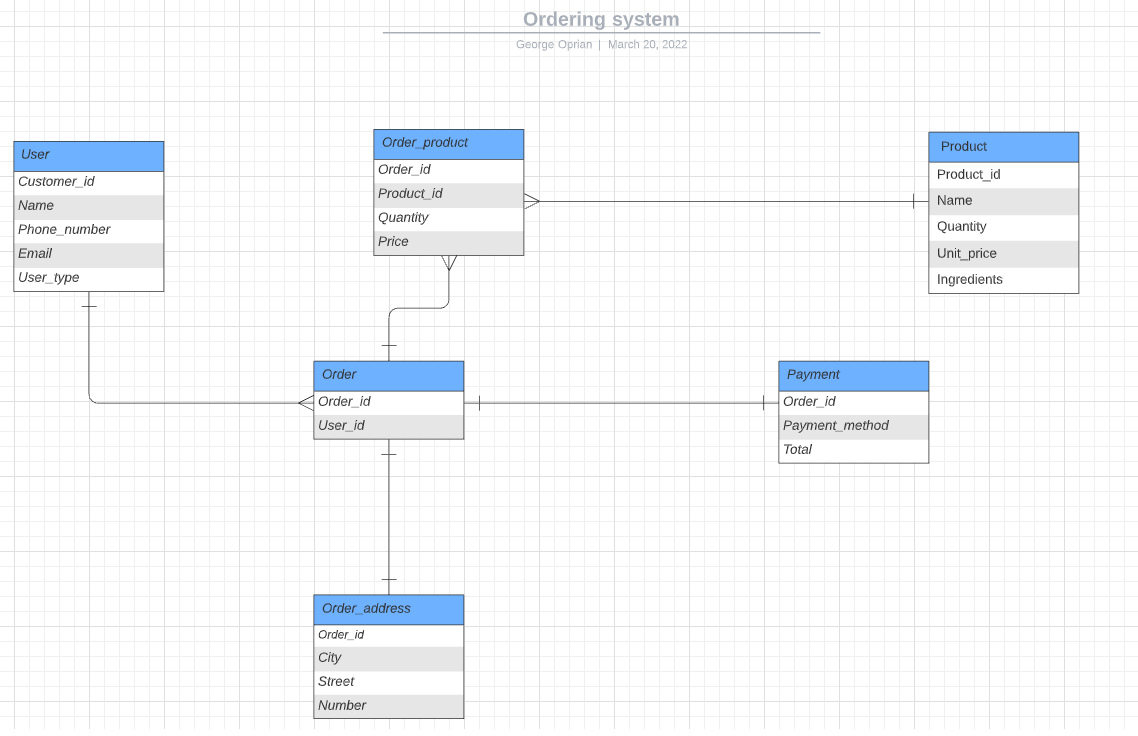 Ordering system
George Oprian | March 20, 2022
User
Customer_id
Name
Phone_number
Email
User_type
Order_product
Order_id
Product_id
Quantity
Price
Product
Product_id
Name
Quantity
Unit_price
Ingredients
Order
Order_id
User_id
Payment
Order_id
Payment_method
Total
Order_address
Order_id
City
Street
Number